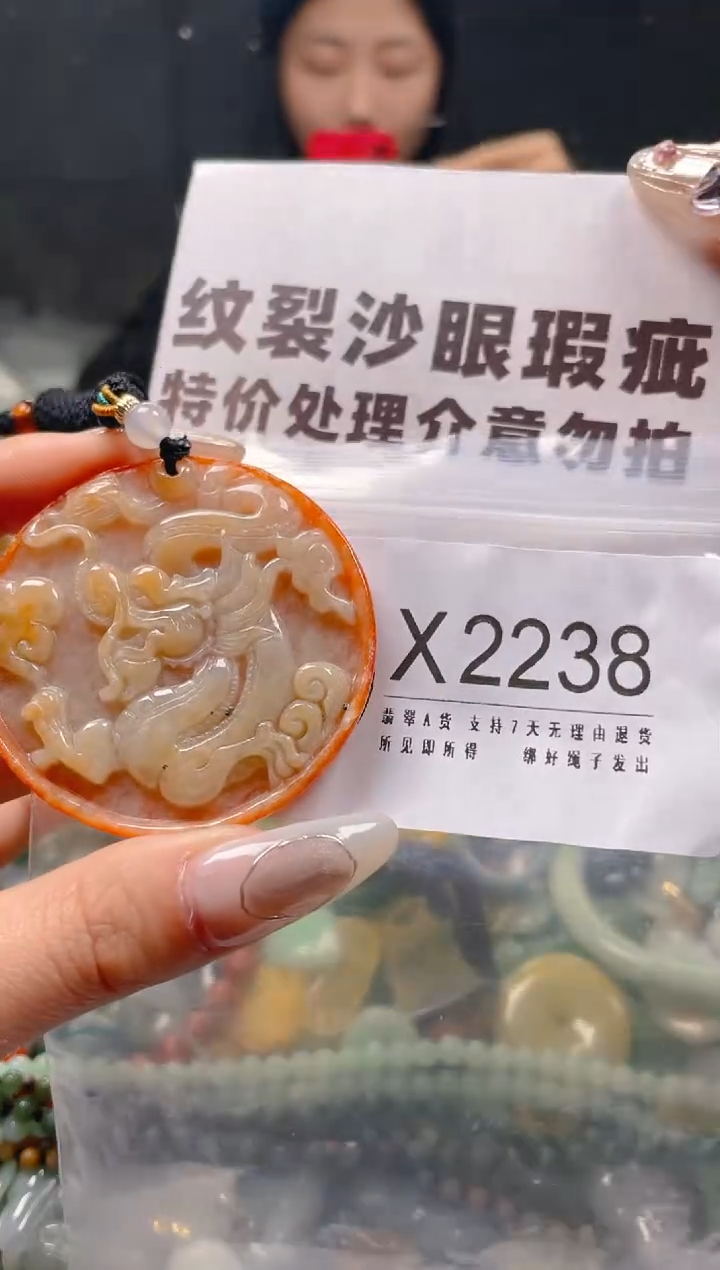 纹裂沙眼瑕疵
特价处理介意勿拍
X2238
翡翠A货 支持7天无理由退货
所见即所得 绑好绳子发出